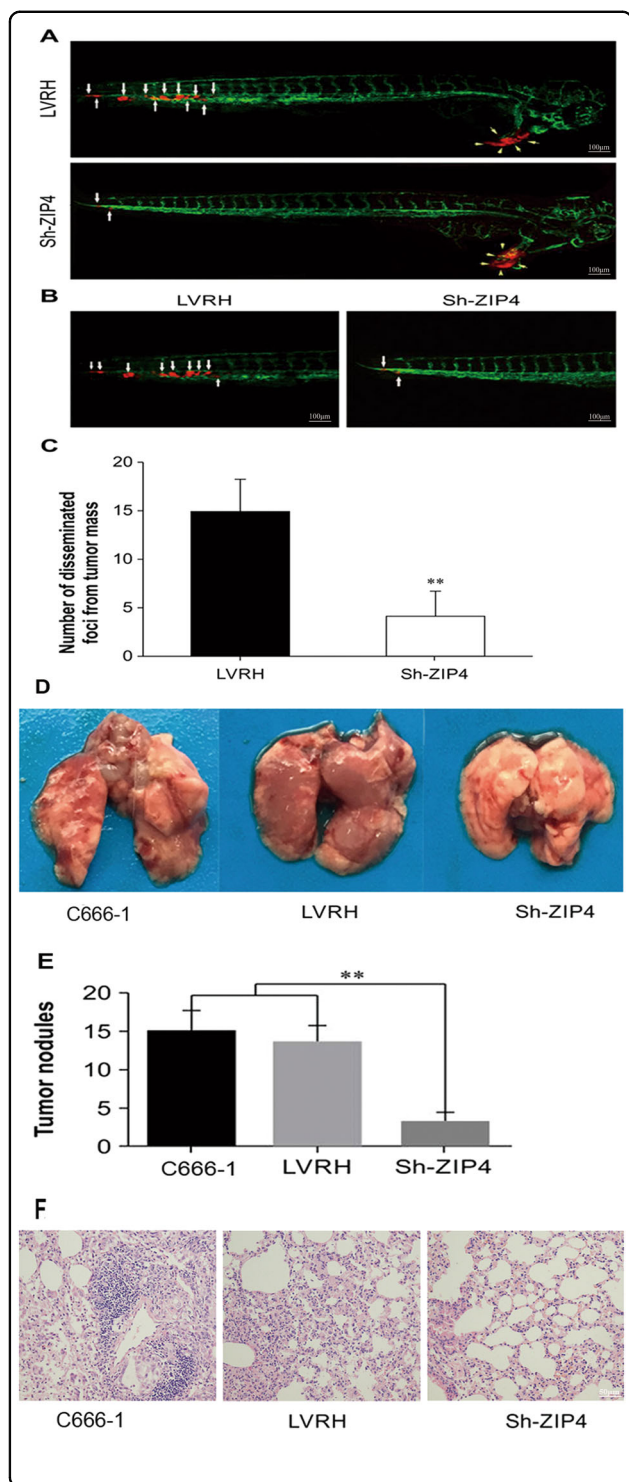 A
LVRH
100μm
Sh-ZIP4
100μm
B
LVRH
Sh-ZIP4
100μm
100μm
C
Number of disseminated
foci from tumor mass
20
15
10
5
0
**
LVRH
Sh-ZIP4
D
C666-1
LVRH
Sh-ZIP4
E
Tumor nodules
20
15
10
5
0
**
C666-1
LVRH
Sh-ZIP4
F
C666-1
LVRH
Sh-ZIP4